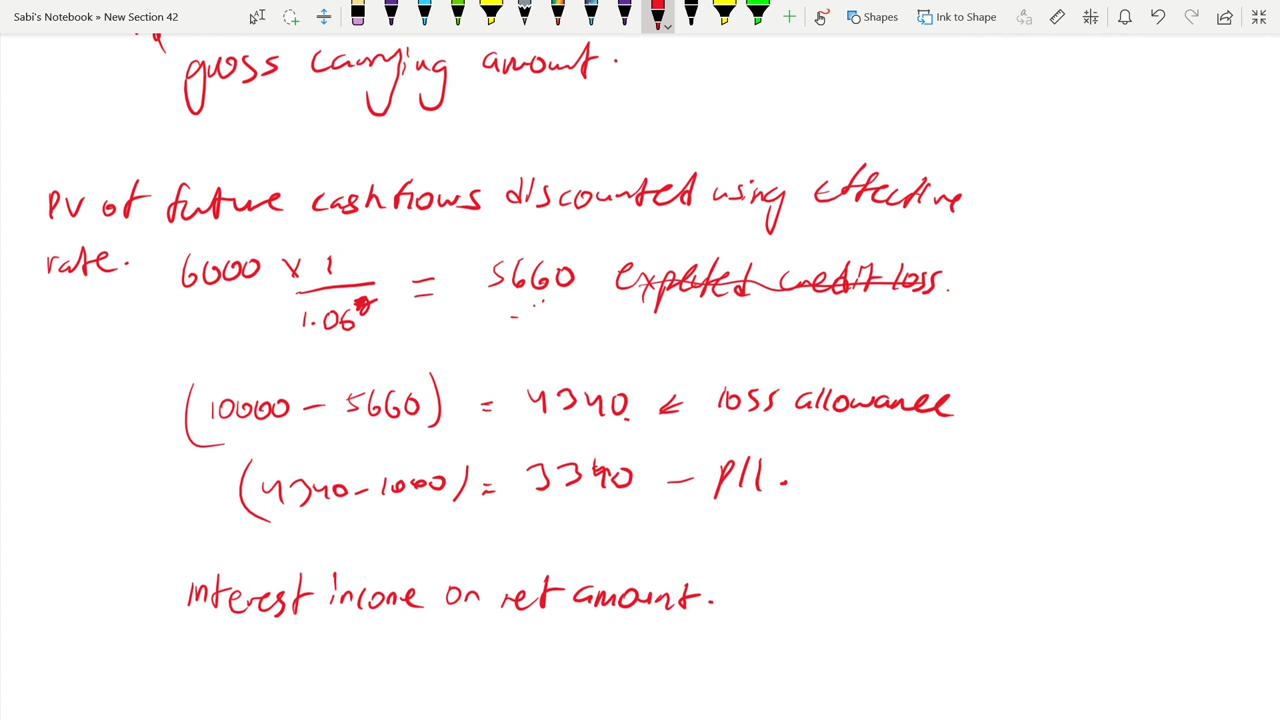 Sabi's Notebook » New Section 42
Shapes
Ink to Shape
gross carrying amount.
PV of future cashflows discounted using effective
rate. 6000 x 1/1.06 = 5660 expected credit loss.
(10000 - 5660) = 4340 ← loss allowance
(4340-1000) = 3340 - P/L.
interest income on net amount.